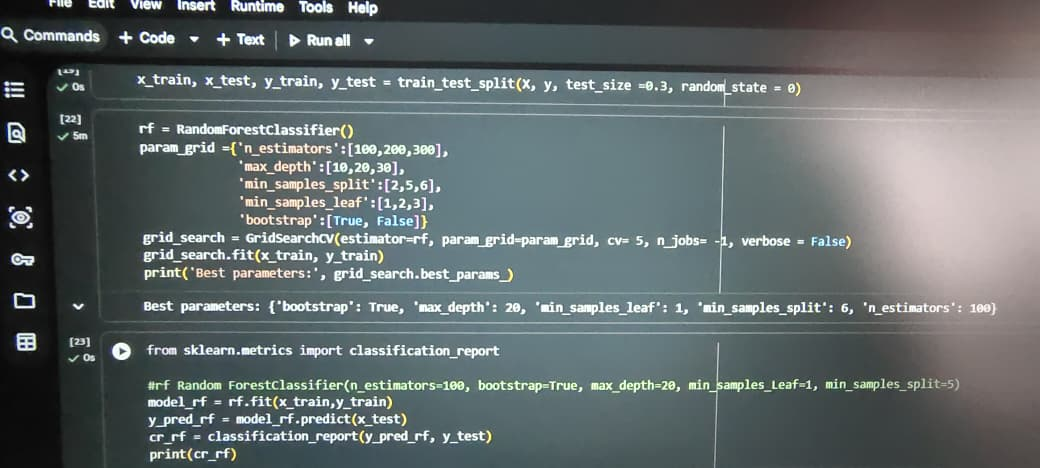 File Edit View Insert Runtime Tools Help
Commands + Code + Text Run all
[19]
0s
x_train, x_test, y_train, y_test = train_test_split(x, y, test_size =0.3, random_state = 0)
[22]
5m
rf = RandomForestClassifier()
param_grid ={'n_estimators':[100,200,300],
'max_depth':[10,20,30],
'min_samples_split':[2,5,6],
'min_samples_leaf':[1,2,3],
'bootstrap':[True, False]}
grid_search = GridSearchCV(estimator=rf, param_grid=param_grid, cv= 5, n_jobs= -1, verbose = False)
grid_search.fit(x_train, y_train)
print('Best parameters:', grid_search.best_params_)
Best parameters: {'bootstrap': True, 'max_depth': 20, 'min_samples_leaf': 1, 'min_samples_split': 6, 'n_estimators': 100}
[23]
0s
from sklearn.metrics import classification_report
#rf Random ForestClassifier(n_estimators=100, bootstrap=True, max_depth=20, min_samples_Leaf=1, min_samples_split=5)
model_rf = rf.fit(x_train,y_train)
y_pred_rf = model_rf.predict(x_test)
cr_rf = classification_report(y_pred_rf, y_test)
print(cr_rf)